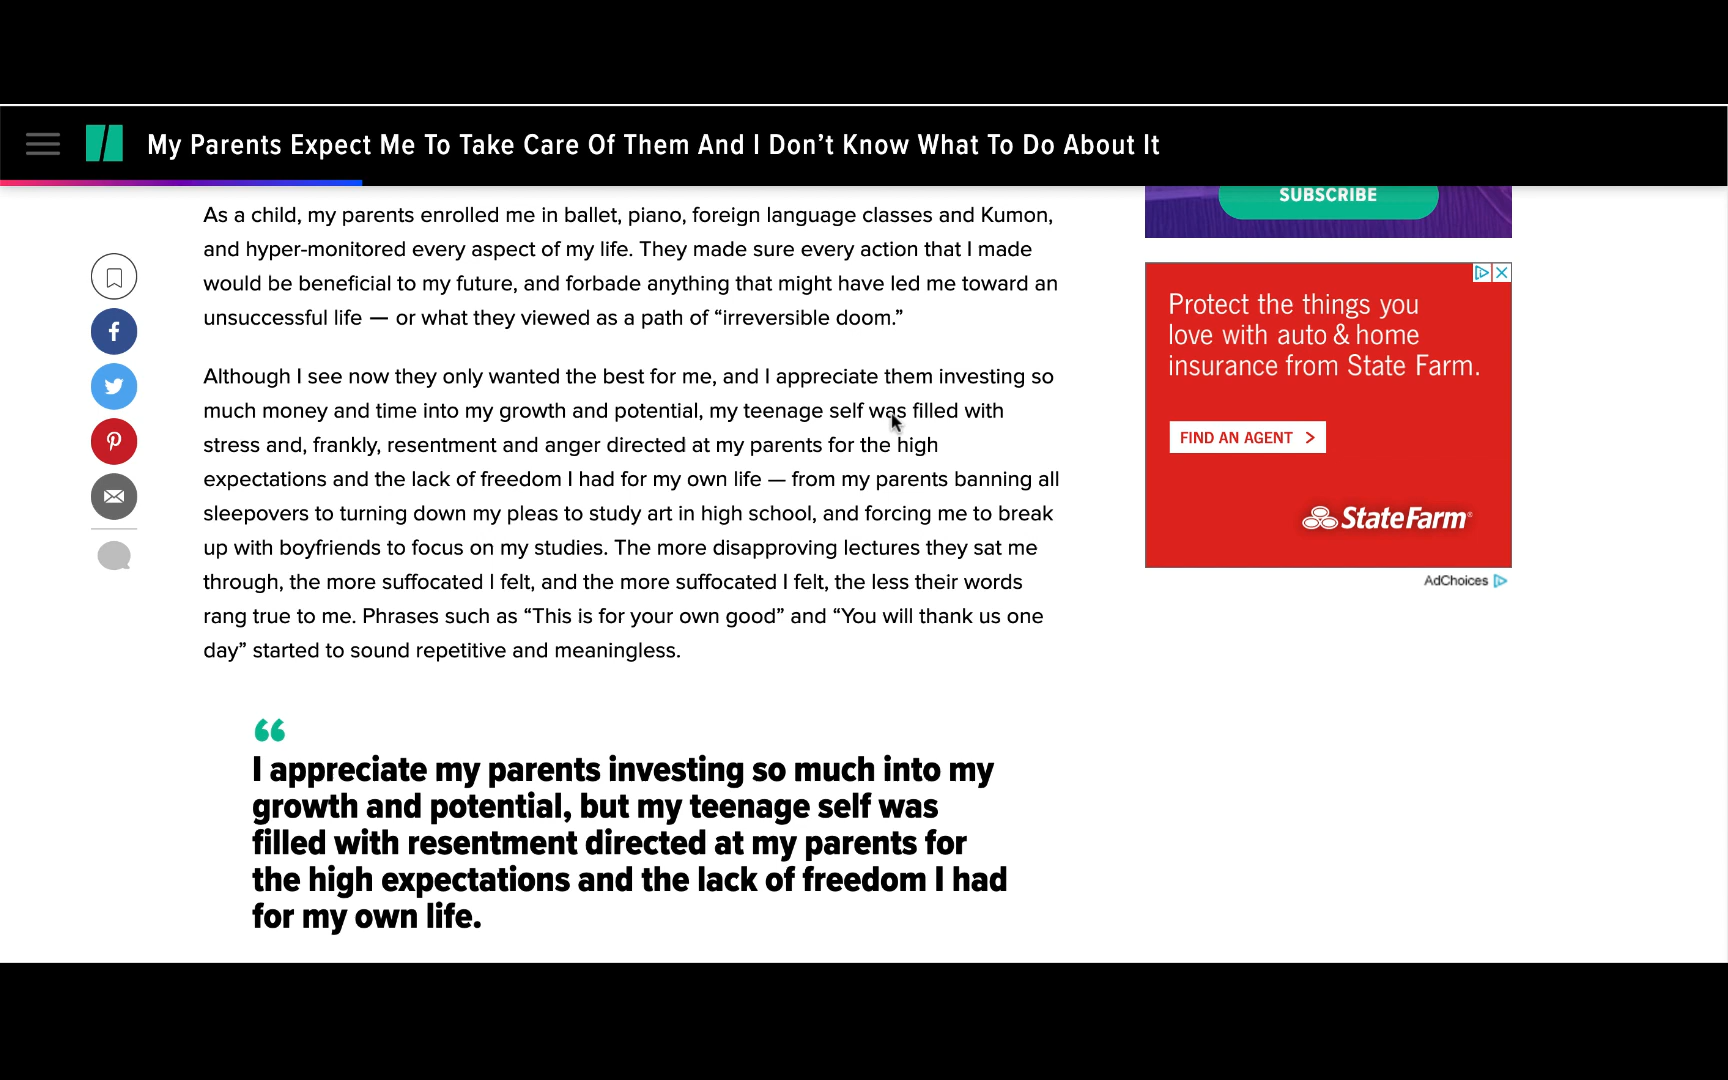 My Parents Expect Me To Take Care Of Them And I Don’t Know What To Do About It
As a child, my parents enrolled me in ballet, piano, foreign language classes and Kumon,
and hyper-monitored every aspect of my life. They made sure every action that I made
would be beneficial to my future, and forbade anything that might have led me toward an
unsuccessful life — or what they viewed as a path of “irreversible doom.”
Although I see now they only wanted the best for me, and I appreciate them investing so
much money and time into my growth and potential, my teenage self was filled with
stress and, frankly, resentment and anger directed at my parents for the high
expectations and the lack of freedom I had for my own life — from my parents banning all
sleepovers to turning down my pleas to study art in high school, and forcing me to break
up with boyfriends to focus on my studies. The more disapproving lectures they sat me
through, the more suffocated I felt, and the more suffocated I felt, the less their words
rang true to me. Phrases such as “This is for your own good” and “You will thank us one
day” started to sound repetitive and meaningless.
“
I appreciate my parents investing so much into my
growth and potential, but my teenage self was
filled with resentment directed at my parents for
the high expectations and the lack of freedom I had
for my own life.
SUBSCRIBE
Protect the things you
love with auto & home
insurance from State Farm.
FIND AN AGENT >
StateFarm®
AdChoices